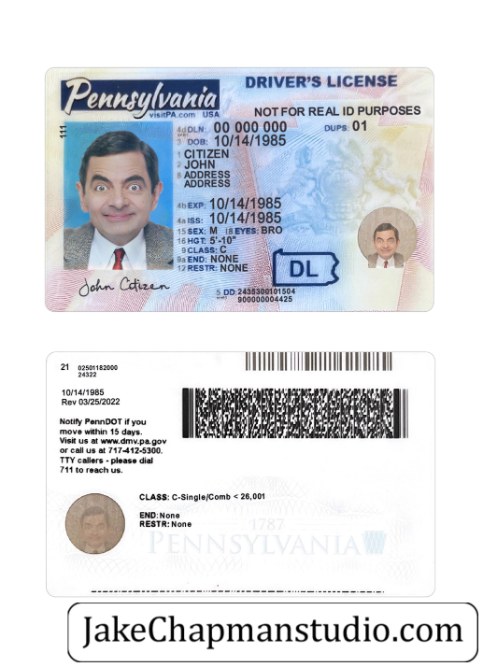 Pennsylvania
visitPA.com USA
DRIVER'S LICENSE
NOT FOR REAL ID PURPOSES
4d DLN: 00 000 000 DUPS: 01
3 DOB: 10/14/1985
1 CITIZEN
2 JOHN
8 ADDRESS
ADDRESS
4b EXP: 10/14/1985
4a ISS: 10/14/1985
15 SEX: M 18 EYES: BRO
16 HGT: 5'-10"
9 CLASS: C
9a END: NONE
12 RESTR: NONE
DL
John Citizen
5 DD: 2435300101504
900000004425
21 02501182000
24322
10/14/1985
Rev 03/25/2022
Notify PennDOT if you
move within 15 days.
Visit us at www.dmv.pa.gov
or call us at 717-412-5300.
TTY callers - please dial
711 to reach us.
CLASS: C-Single/Comb < 26,001
END: None
RESTR: None
1787
PENNSYLVANIA
JakeChapmanstudio.com